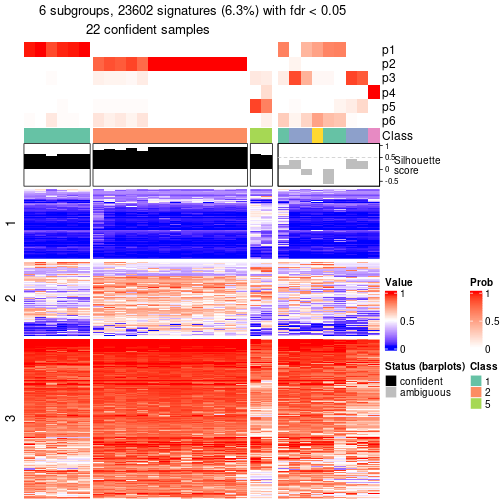 6 subgroups, 23602 signatures (6.3%) with fdr < 0.05
22 confident samples
p1
p2
p3
p4
p5
p6
Class
1
0.5
0
-0.5
Silhouette
score
1
2
3
Value
1
0.5
0
Prob
1
0.5
0
Status (barplots)
confident
ambiguous
Class
1
2
5